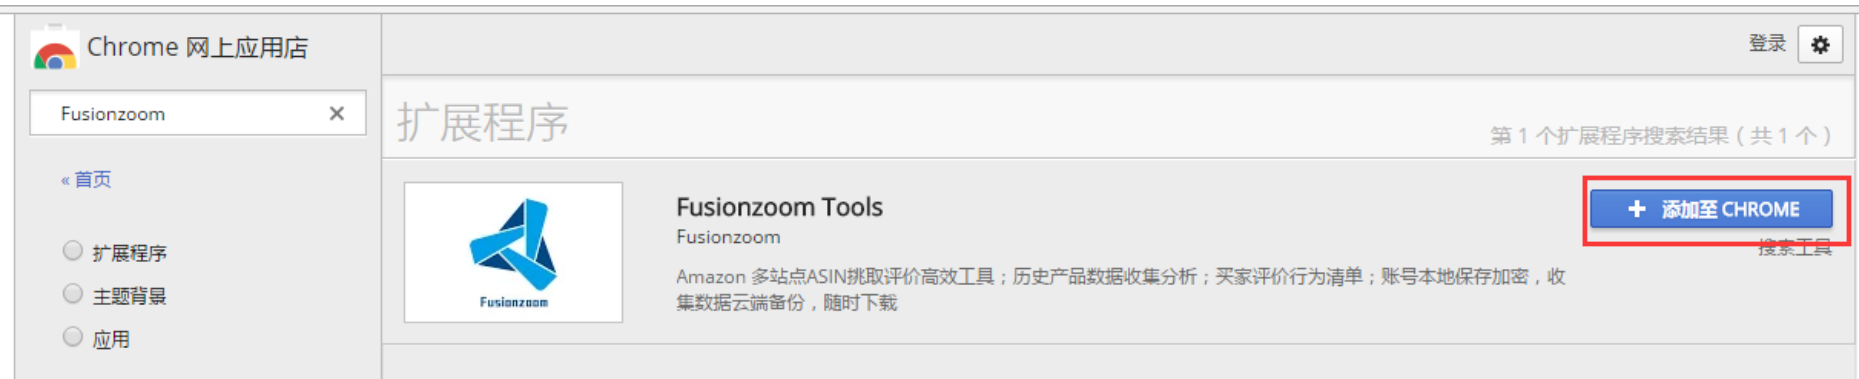 Chrome 网上应用店
登录
Fusionzoom
扩展程序
第 1 个扩展程序搜索结果 ( 共 1 个 )
« 首页
扩展程序
主题背景
应用
Fusionzoom
Fusionzoom Tools
Fusionzoom
Amazon 多站点ASIN挑取评价高效工具；历史产品数据收集分析；买家评价行为清单；账号本地保存加密，收
集数据云端备份，随时下载
添加至 CHROME
搜索工具